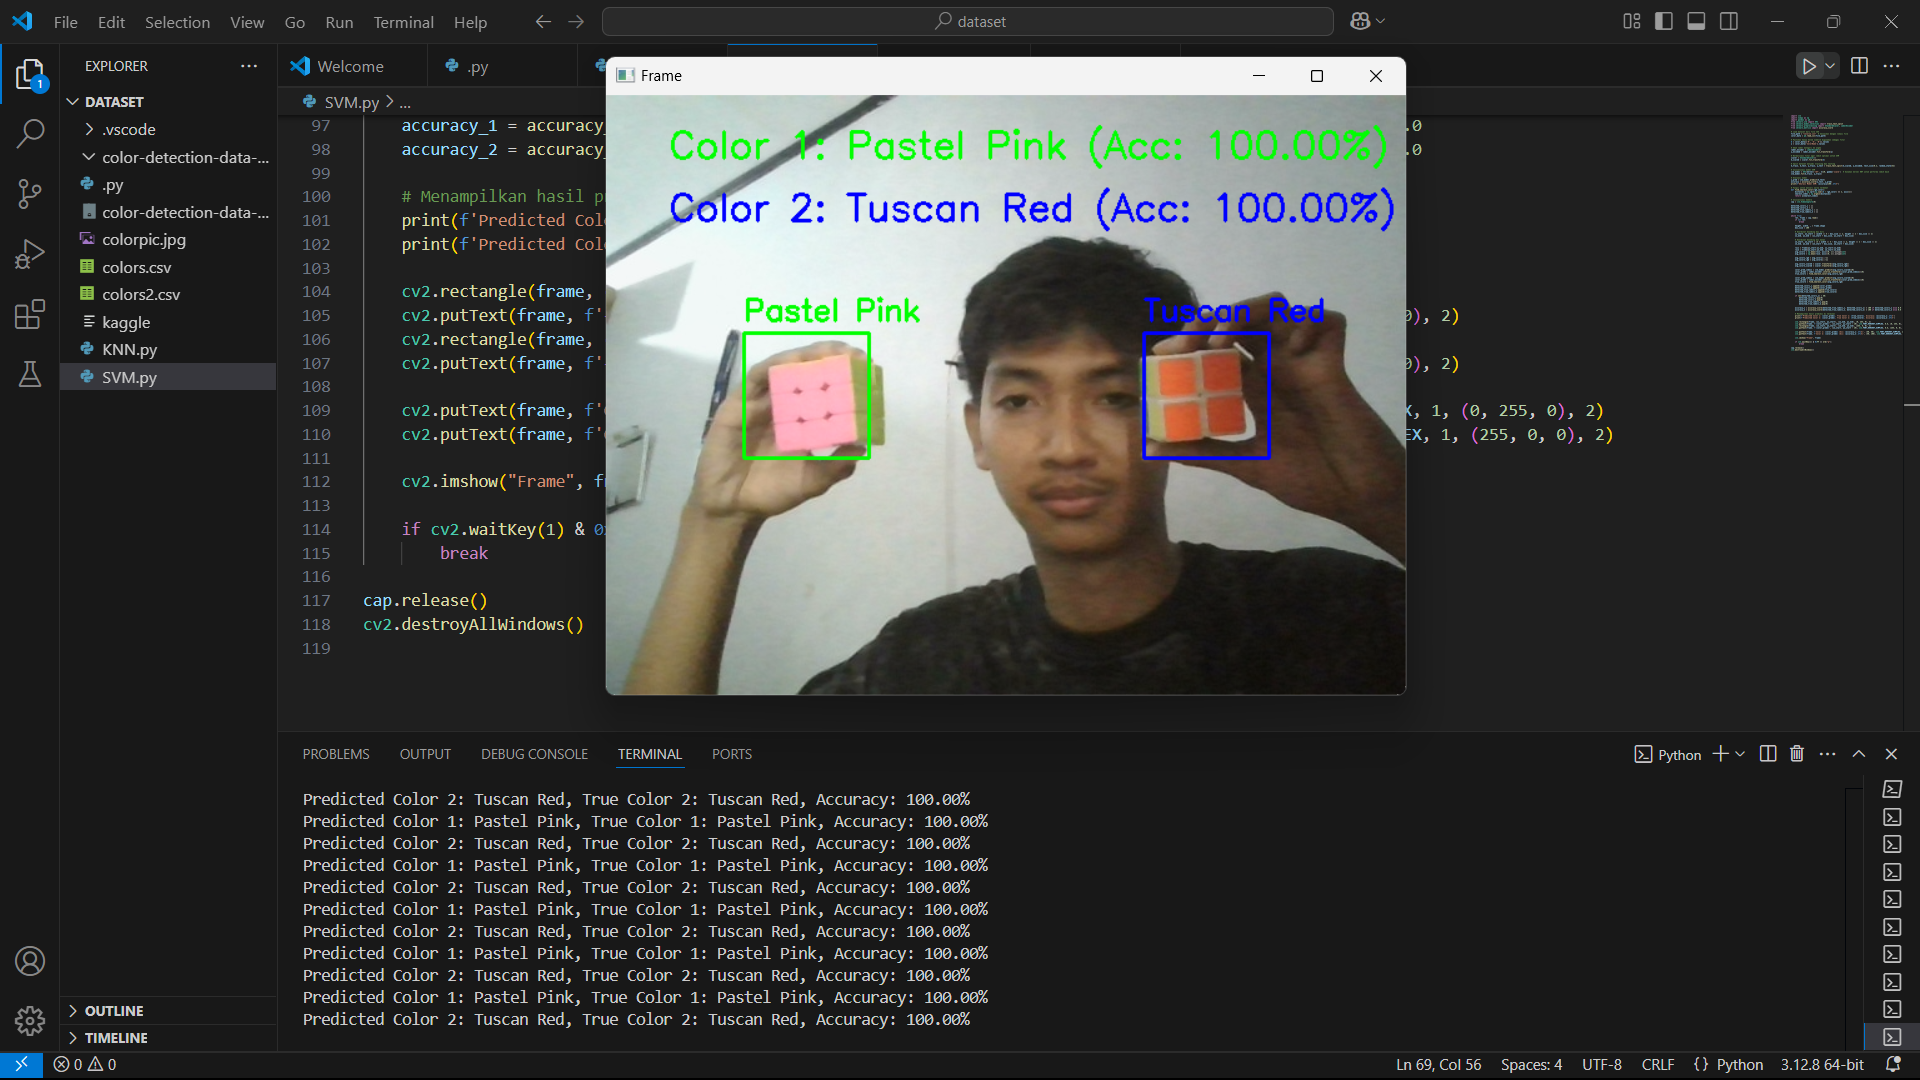 File Edit Selection View Go Run Terminal Help
dataset
EXPLORER
1
DATASET
.vscode
color-detection-data-...
.py
color-detection-data-...
colorpic.jpg
colors.csv
colors2.csv
kaggle
KNN.py
SVM.py
OUTLINE
TIMELINE
Welcome
.py
SVM.py > ...
97 accuracy_1 = accuracy_ .0
98 accuracy_2 = accuracy_ .0
99
100 # Menampilkan hasil p
101 print(f'Predicted Col
102 print(f'Predicted Col
103
104 cv2.rectangle(frame,
105 cv2.putText(frame, f' 0), 2)
106 cv2.rectangle(frame,
107 cv2.putText(frame, f' 0), 2)
108
109 cv2.putText(frame, f' X, 1, (0, 255, 0), 2)
110 cv2.putText(frame, f' EX, 1, (255, 0, 0), 2)
111
112 cv2.imshow("Frame", f
113
114 if cv2.waitKey(1) & 0
115 break
116
117 cap.release()
118 cv2.destroyAllWindows()
119
Frame
Color 1: Pastel Pink (Acc: 100.00%)
Color 2: Tuscan Red (Acc: 100.00%)
Pastel Pink
Tuscan Red
PROBLEMS OUTPUT DEBUG CONSOLE TERMINAL PORTS
Python
Predicted Color 2: Tuscan Red, True Color 2: Tuscan Red, Accuracy: 100.00%
Predicted Color 1: Pastel Pink, True Color 1: Pastel Pink, Accuracy: 100.00%
Predicted Color 2: Tuscan Red, True Color 2: Tuscan Red, Accuracy: 100.00%
Predicted Color 1: Pastel Pink, True Color 1: Pastel Pink, Accuracy: 100.00%
Predicted Color 2: Tuscan Red, True Color 2: Tuscan Red, Accuracy: 100.00%
Predicted Color 1: Pastel Pink, True Color 1: Pastel Pink, Accuracy: 100.00%
Predicted Color 2: Tuscan Red, True Color 2: Tuscan Red, Accuracy: 100.00%
Predicted Color 1: Pastel Pink, True Color 1: Pastel Pink, Accuracy: 100.00%
Predicted Color 2: Tuscan Red, True Color 2: Tuscan Red, Accuracy: 100.00%
Predicted Color 1: Pastel Pink, True Color 1: Pastel Pink, Accuracy: 100.00%
Predicted Color 2: Tuscan Red, True Color 2: Tuscan Red, Accuracy: 100.00%
0 0
Ln 69, Col 56 Spaces: 4 UTF-8 CRLF {} Python 3.12.8 64-bit